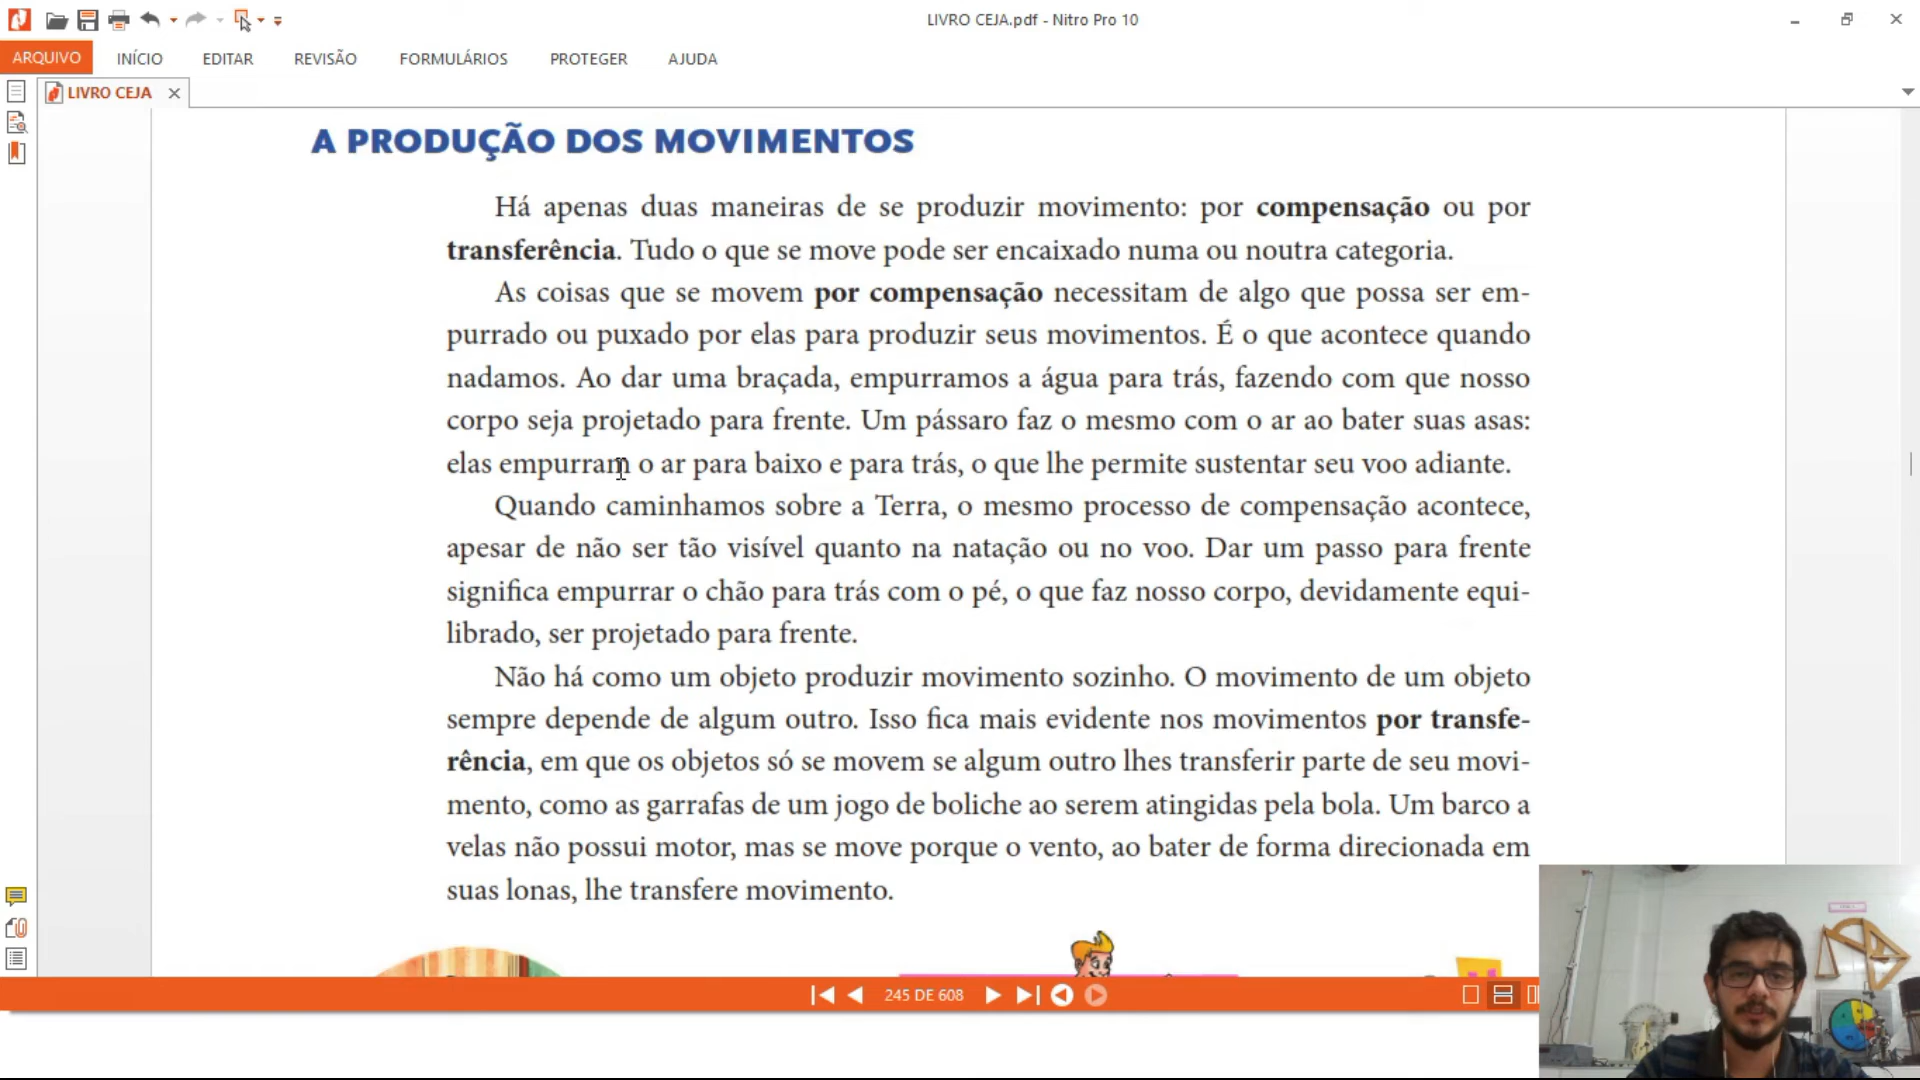 LIVRO CEJA.pdf - Nitro Pro 10
ARQUIVO INÍCIO EDITAR REVISÃO FORMULÁRIOS PROTEGER AJUDA
LIVRO CEJA
A PRODUÇÃO DOS MOVIMENTOS
Há apenas duas maneiras de se produzir movimento: por compensação ou por
transferência. Tudo o que se move pode ser encaixado numa ou noutra categoria.
As coisas que se movem por compensação necessitam de algo que possa ser em-
purrado ou puxado por elas para produzir seus movimentos. É o que acontece quando
nadamos. Ao dar uma braçada, empurramos a água para trás, fazendo com que nosso
corpo seja projetado para frente. Um pássaro faz o mesmo com o ar ao bater suas asas:
elas empurram o ar para baixo e para trás, o que lhe permite sustentar seu voo adiante.
Quando caminhamos sobre a Terra, o mesmo processo de compensação acontece,
apesar de não ser tão visível quanto na natação ou no voo. Dar um passo para frente
significa empurrar o chão para trás com o pé, o que faz nosso corpo, devidamente equi-
librado, ser projetado para frente.
Não há como um objeto produzir movimento sozinho. O movimento de um objeto
sempre depende de algum outro. Isso fica mais evidente nos movimentos por transfe-
rência, em que os objetos só se movem se algum outro lhes transferir parte de seu movi-
mento, como as garrafas de um jogo de boliche ao serem atingidas pela bola. Um barco a
velas não possui motor, mas se move porque o vento, ao bater de forma direcionada em
suas lonas, lhe transfere movimento.
245 DE 608